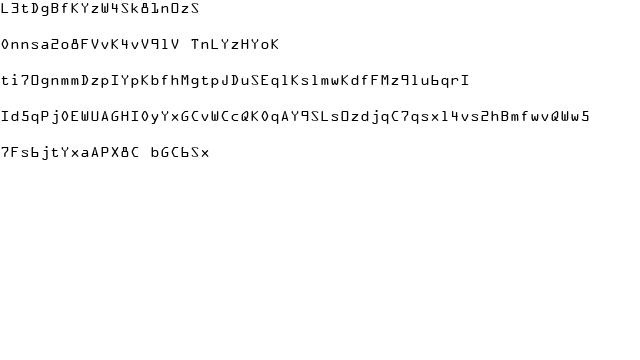 L3tDgBfKYzW4Sk81nOzS
0nnsa2o8FVvK4vV9lV TnLYzHYoK
ti7OgnmmDzpIYpKbfhMgtpJDuSEqlKslmwKdfFMz9lu6qrI
Id5qPj0EWUAGHI0yYxGCvWCcQK0qAY9SLsOzdjqC7qsxl4vs2hBmfwvQWw5
7Fs6jtYxaAPX8C bGC6Sx